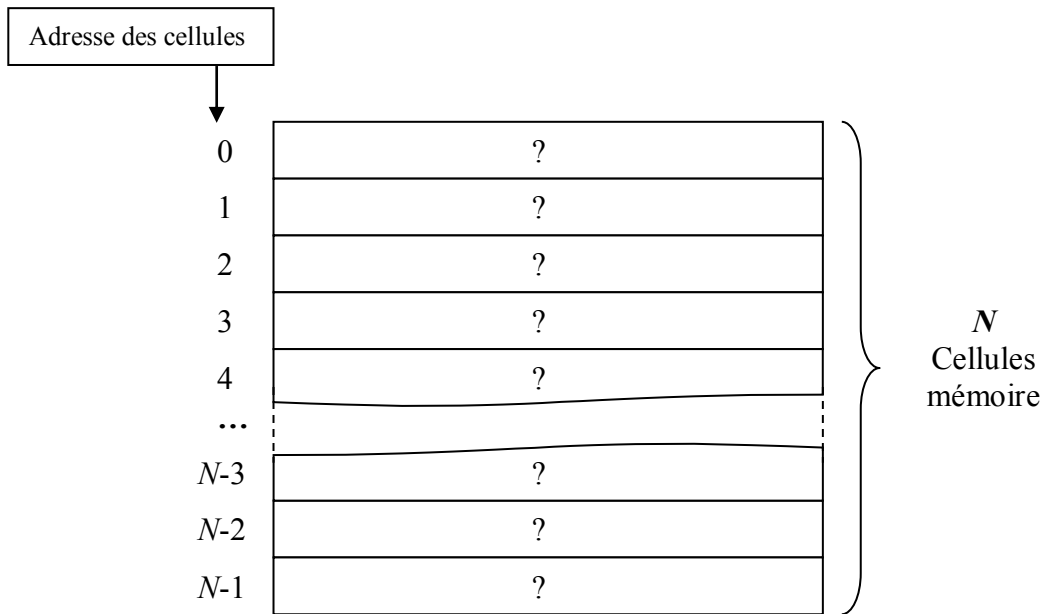 Adresse des cellules
0 ?
1 ?
2 ?
3 ?
4 ?
...
N-3 ?
N-2 ?
N-1 ?
N
Cellules
mémoire